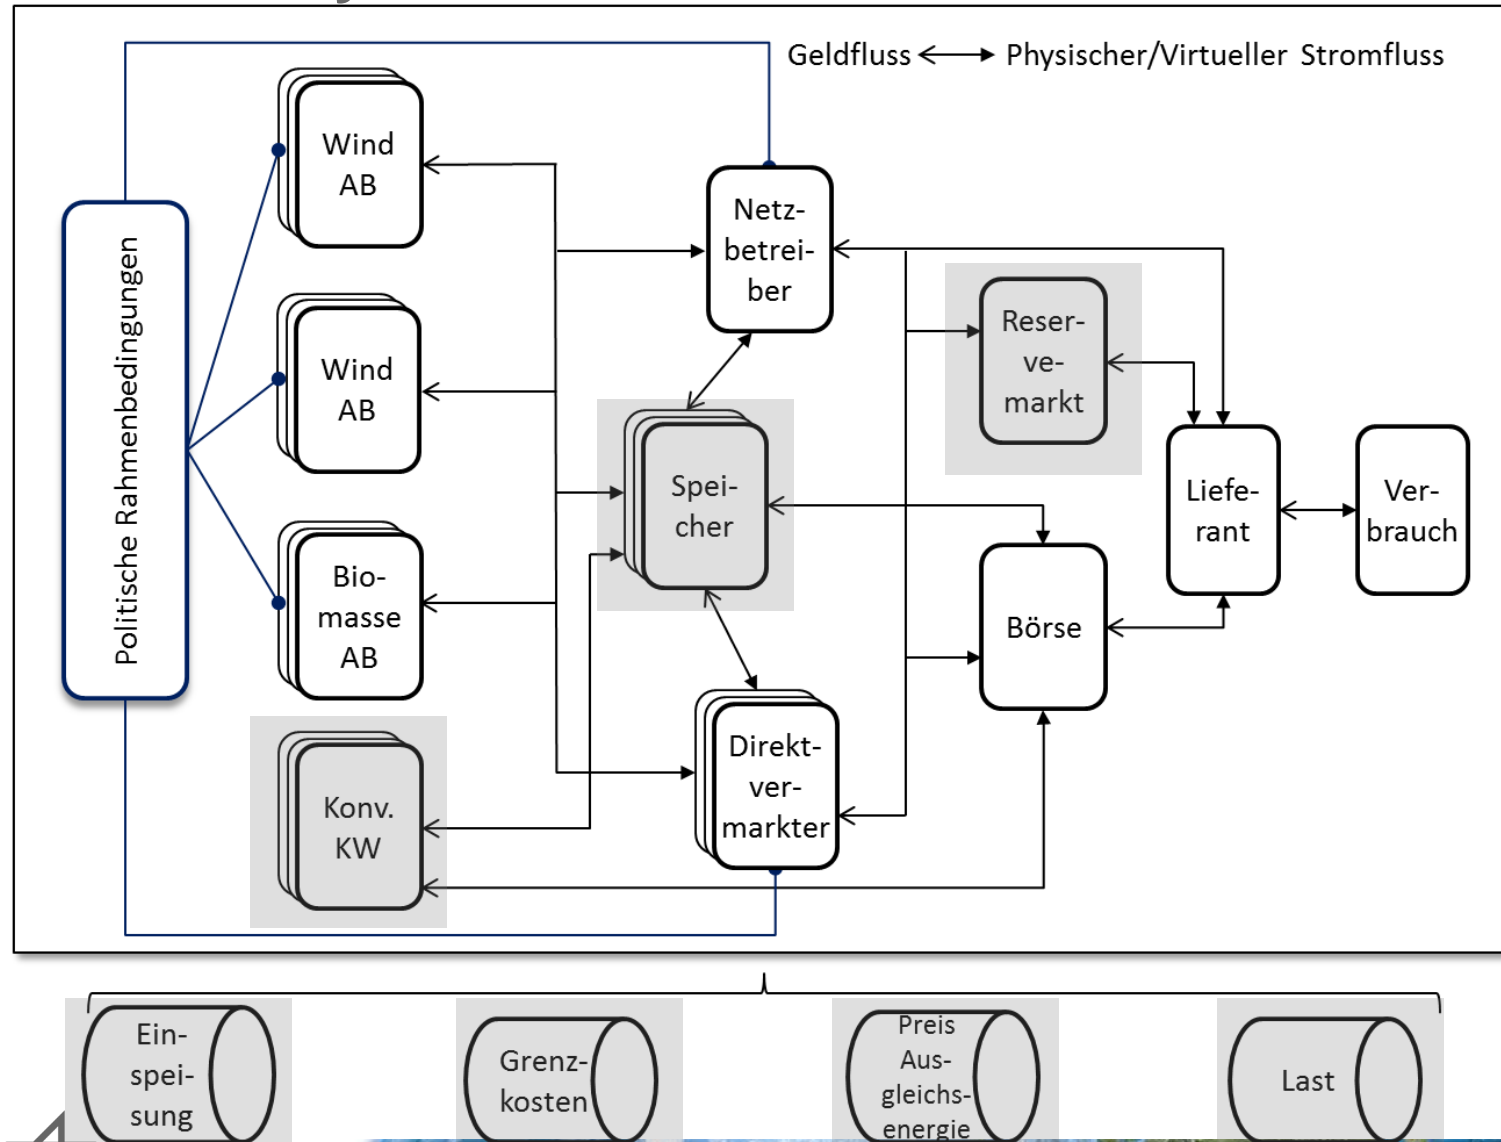 Geldfluss
Physischer/Virtueller Stromfluss
Politische Rahmenbedingungen
Wind
AB
Wind
AB
Bio-
masse
AB
Konv.
KW
Netz-
betrei-
ber
Spei-
cher
Direkt-
ver-
markter
Reser-
ve-
markt
Börse
Liefe-
rant
Ver-
brauch
Ein-
spei-
sung
Grenz-
kosten
Preis
Aus-
gleichs-
energie
Last